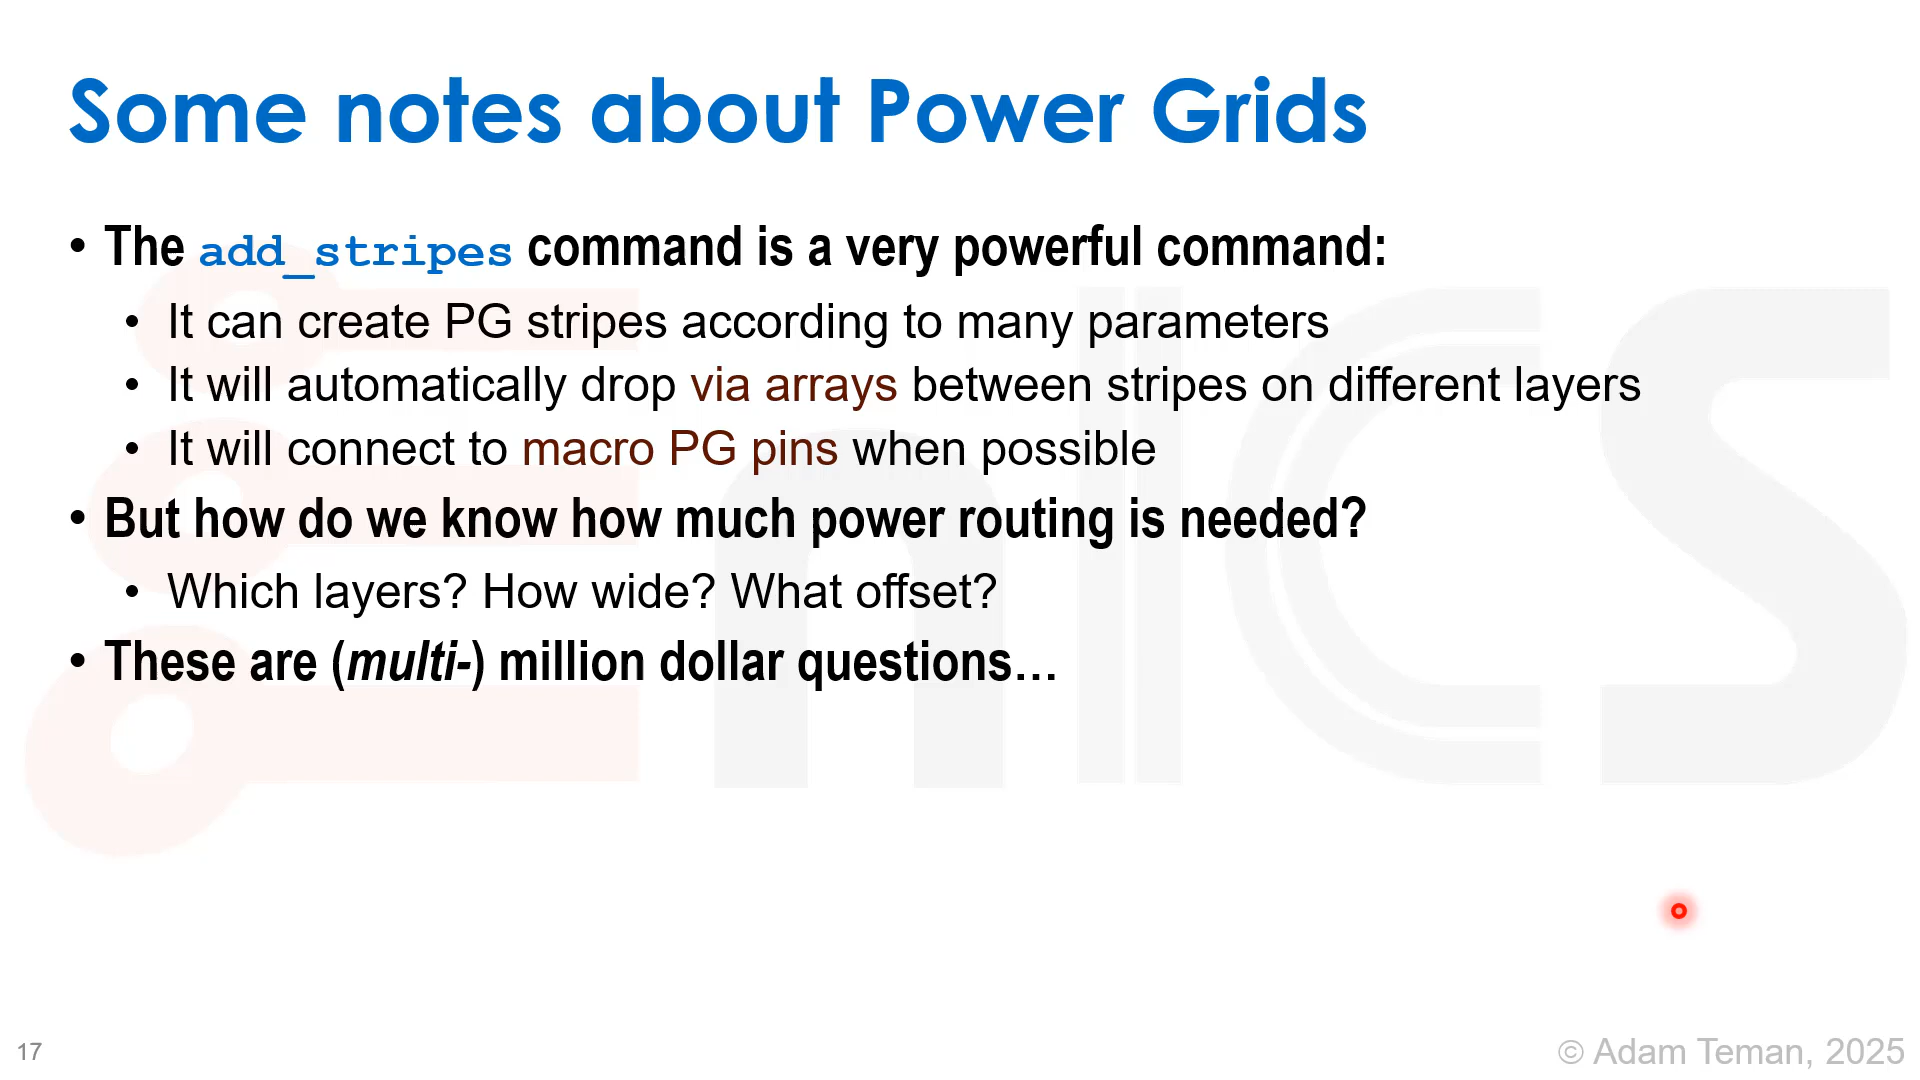 Some notes about Power Grids
• The add_stripes command is a very powerful command:
• It can create PG stripes according to many parameters
• It will automatically drop via arrays between stripes on different layers
• It will connect to macro PG pins when possible
• But how do we know how much power routing is needed?
• Which layers? How wide? What offset?
• These are (multi-) million dollar questions…
17
© Adam Teman, 2025
nICS